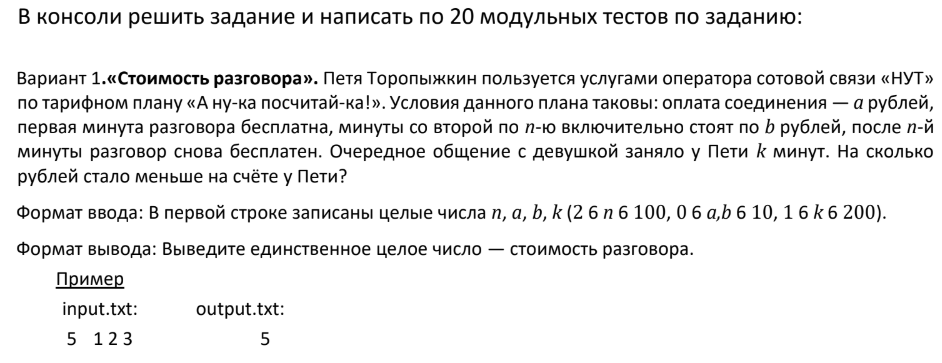 В консоли решить задание и написать по 20 модульных тестов по заданию:
Вариант 1.«Стоимость разговора». Петя Торопыжкин пользуется услугами оператора сотовой связи «НУТ»
по тарифном плану «А ну-ка посчитай-ка!». Условия данного плана таковы: оплата соединения — a рублей,
первая минута разговора бесплатна, минуты со второй по n-ю включительно стоят по b рублей, после n-й
минуты разговор снова бесплатен. Очередное общение с девушкой заняло у Пети k минут. На сколько
рублей стало меньше на счёте у Пети?
Формат ввода: В первой строке записаны целые числа n, a, b, k (2 6 n 6 100, 0 6 a,b 6 10, 1 6 k 6 200).
Формат вывода: Выведите единственное целое число — стоимость разговора.
Пример
input.txt: output.txt:
5 1 2 3 5